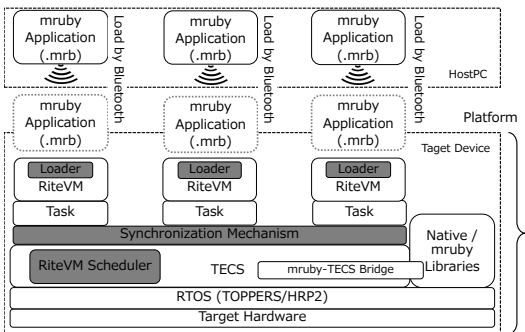 mruby
Application
(.mrb)
Load by Bluetooth
mruby
Application
(.mrb)
Load by Bluetooth
mruby
Application
(.mrb)
Load by Bluetooth
HostPC
mruby
Application
(.mrb)
mruby
Application
(.mrb)
mruby
Application
(.mrb)
Platform
Taget Device
Loader
RiteVM
Loader
RiteVM
Loader
RiteVM
Task
Task
Task
Synchronization Mechanism
Native /
mruby
Libraries
RiteVM Scheduler
TECS
mruby-TECS Bridge
RTOS (TOPPERS/HRP2)
Target Hardware